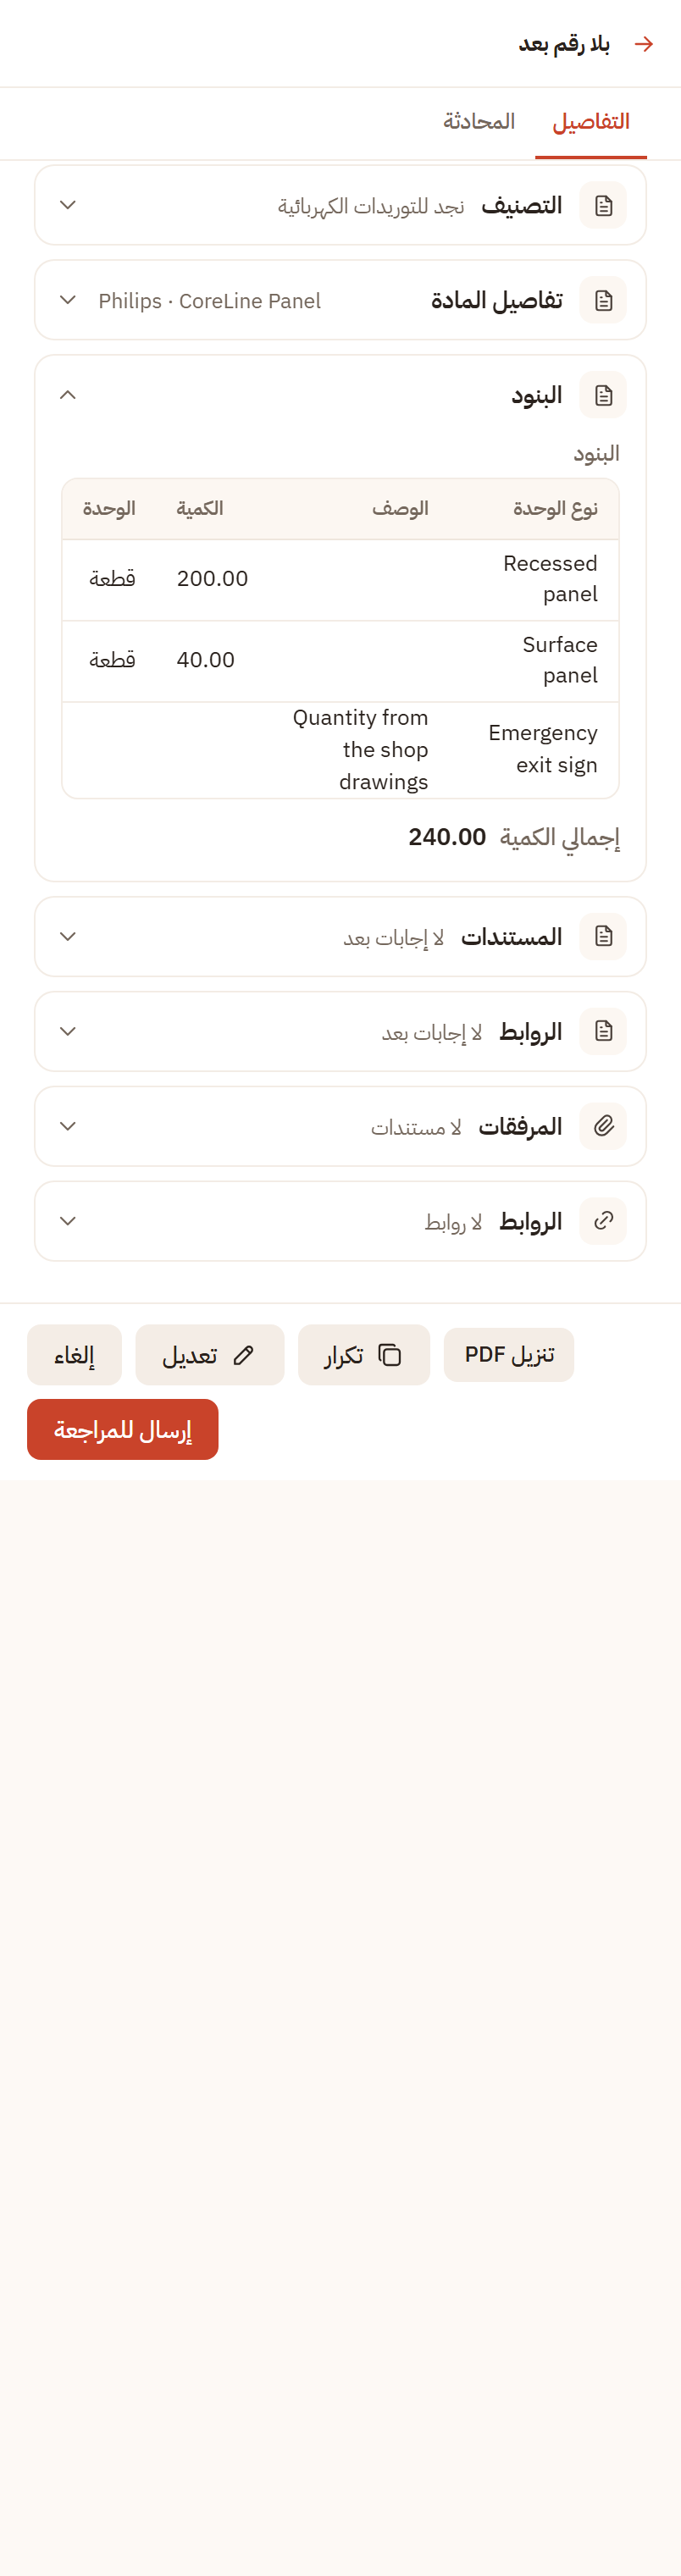 بلا رقم بعد
التفاصيل المحادثة
التصنيف نجد للتوريدات الكهربائية
تفاصيل المادة Philips · CoreLine Panel
البنود
البنود
نوع الوحدة الوصف الكمية الوحدة
Recessed panel 200.00 قطعة
Surface panel 40.00 قطعة
Emergency exit sign Quantity from the shop drawings
إجمالي الكمية 240.00
المستندات لا إجابات بعد
الروابط لا إجابات بعد
المرفقات لا مستندات
الروابط لا روابط
تنزيل PDF تكرار تعديل إلغاء
إرسال للمراجعة